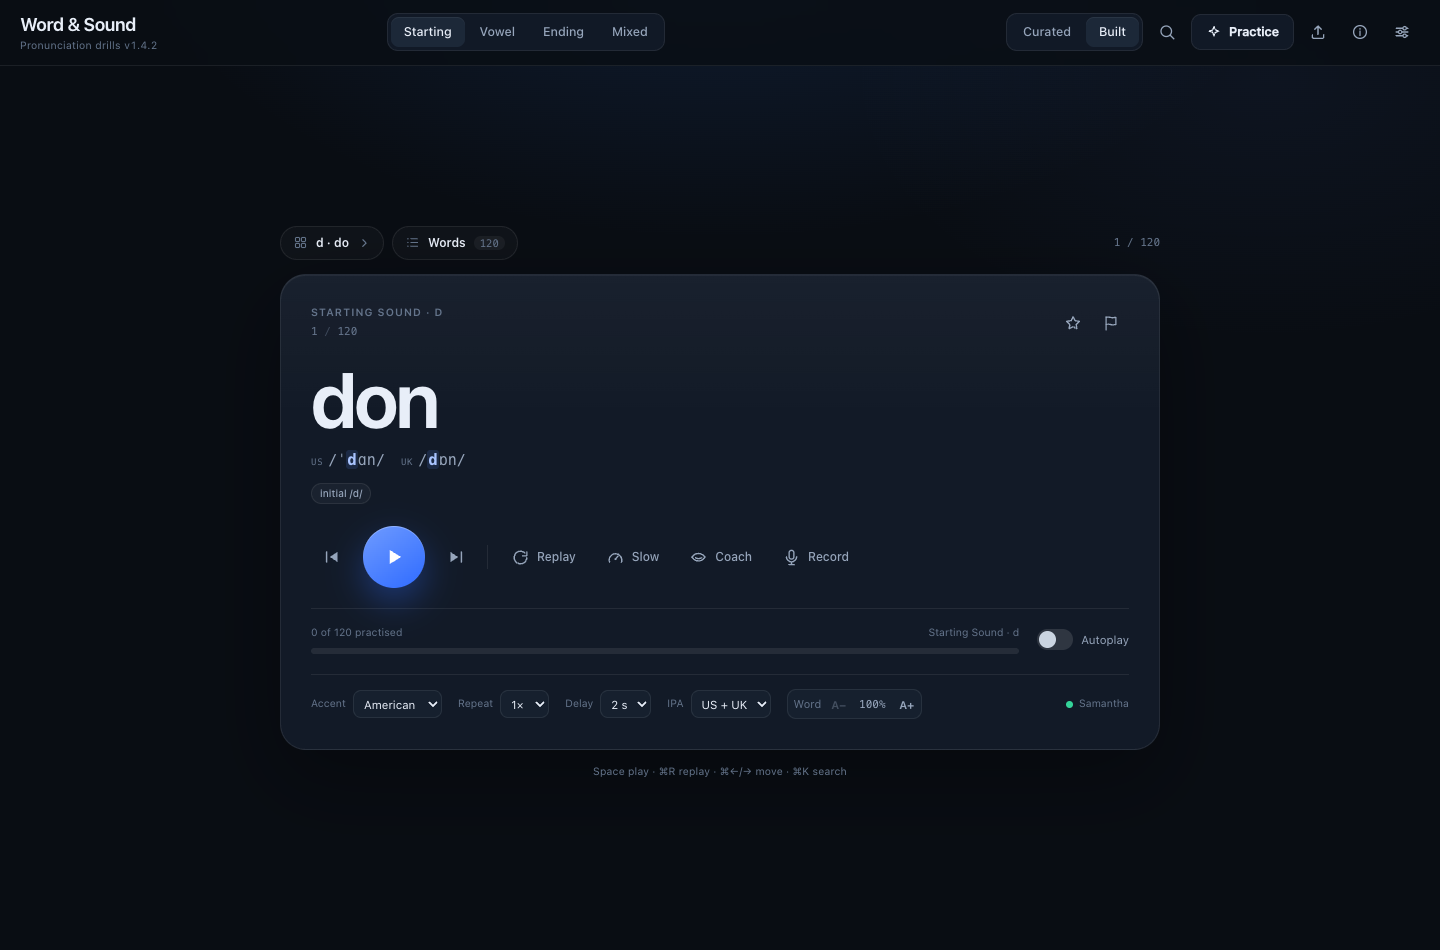 Word & Sound
Pronunciation drills v1.4.2
Starting Vowel Ending Mixed
Curated Built
Practice
d · do
Words 120
1 / 120
STARTING SOUND · D
1 / 120
don
US /ˈdɑn/ UK /dɒn/
initial /d/
Replay Slow Coach Record
0 of 120 practised Starting Sound · d
Autoplay
Accent American Repeat 1× Delay 2 s IPA US + UK Word A− 100% A+ Samantha
Space play · ⌘R replay · ⌘←/→ move · ⌘K search